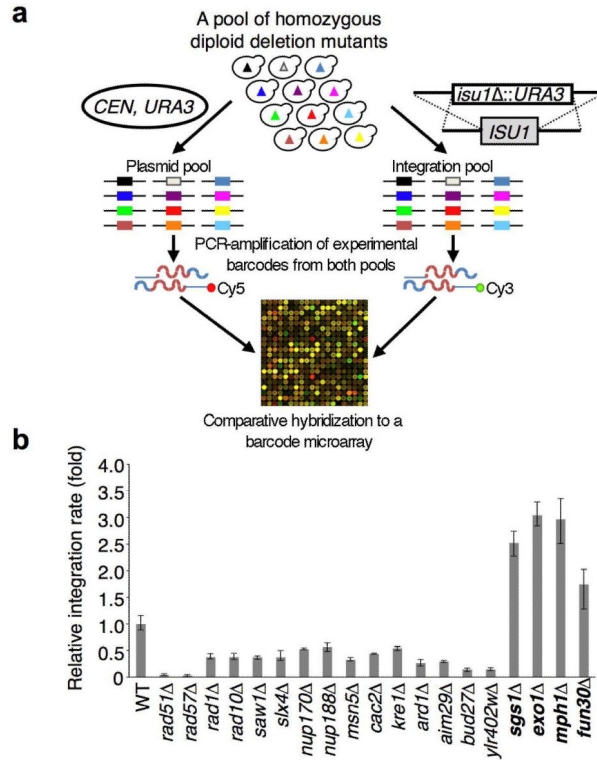 a
A pool of homozygous
diploid deletion mutants
CEN, URA3
isu1Δ::URA3
ISU1
Plasmid pool
Integration pool
PCR-amplification of experimental
barcodes from both pools
Cy5
Cy3
Comparative hybridization to a
barcode microarray
b
Relative integration rate (fold)
4.0
3.5
3.0
2.5
2.0
1.5
1.0
0.5
0
WT
rad51Δ
rad57Δ
rad1Δ
rad10Δ
saw1Δ
slx4Δ
nup170Δ
nup188Δ
msn5Δ
cac2Δ
kre1Δ
ard1Δ
aim29Δ
bud27Δ
ylr402wΔ
sgs1Δ
exo1Δ
mph1Δ
fun30Δ